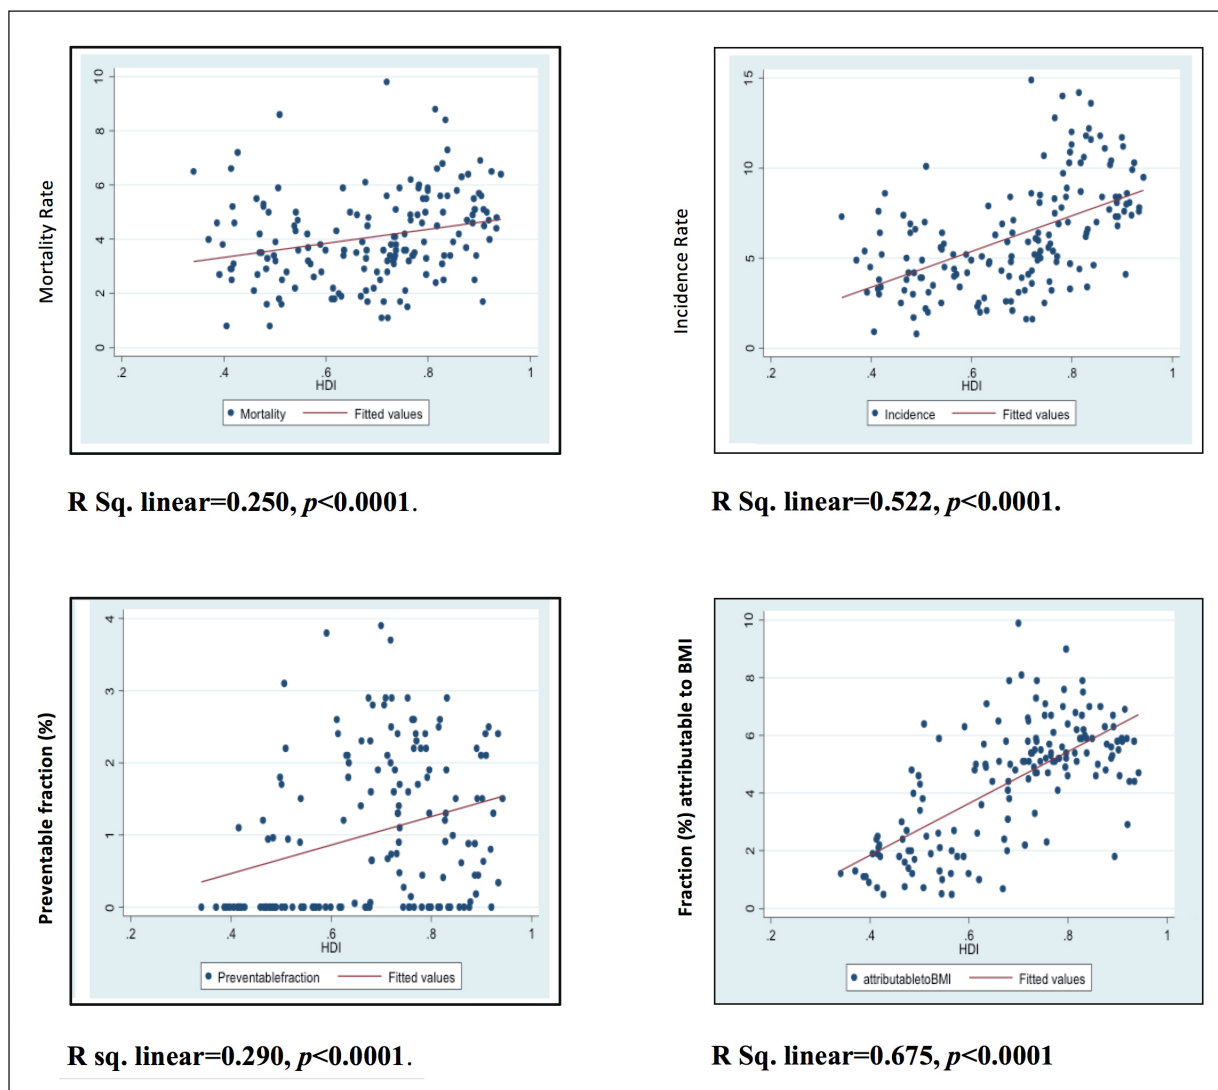 Mortality Rate
10
8
6
4
2
0
.2 .4 .6 .8 1
HDI
Mortality Fitted values
R Sq. linear=0.250, p<0.0001.
Incidence Rate
15
10
5
0
.2 .4 .6 .8 1
HDI
Incidence Fitted values
R Sq. linear=0.522, p<0.0001.
Preventable fraction (%)
4
3
2
1
0
.2 .4 .6 .8 1
HDI
Preventablefraction Fitted values
R sq. linear=0.290, p<0.0001.
Fraction (%) attributable to BMI
10
8
6
4
2
0
.2 .4 .6 .8 1
HDI
attributabletoBMI Fitted values
R Sq. linear=0.675, p<0.0001